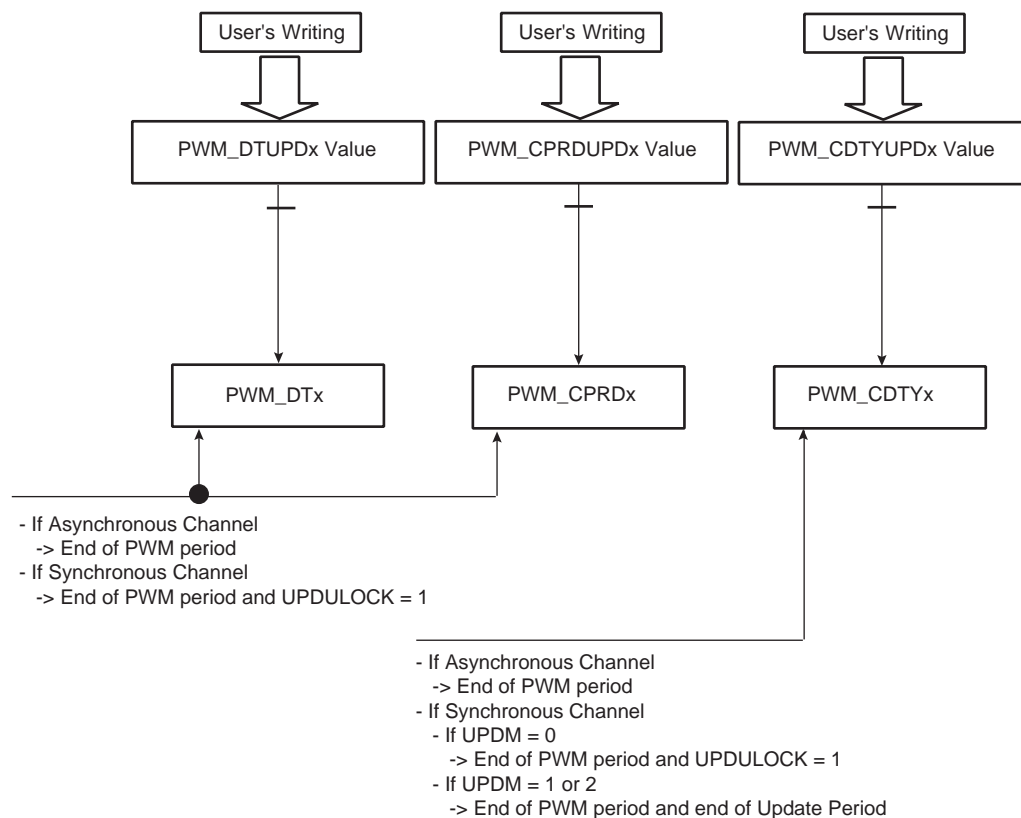 User's Writing
User's Writing
User's Writing
PWM_DTUPDx Value
PWM_CPRDUPDx Value
PWM_CDTYUPDx Value
PWM_DTx
PWM_CPRDx
PWM_CDTYx
- If Asynchronous Channel
-> End of PWM period
- If Synchronous Channel
-> End of PWM period and UPDULOCK = 1
- If Asynchronous Channel
-> End of PWM period
- If Synchronous Channel
- If UPDM = 0
-> End of PWM period and UPDULOCK = 1
- If UPDM = 1 or 2
-> End of PWM period and end of Update Period